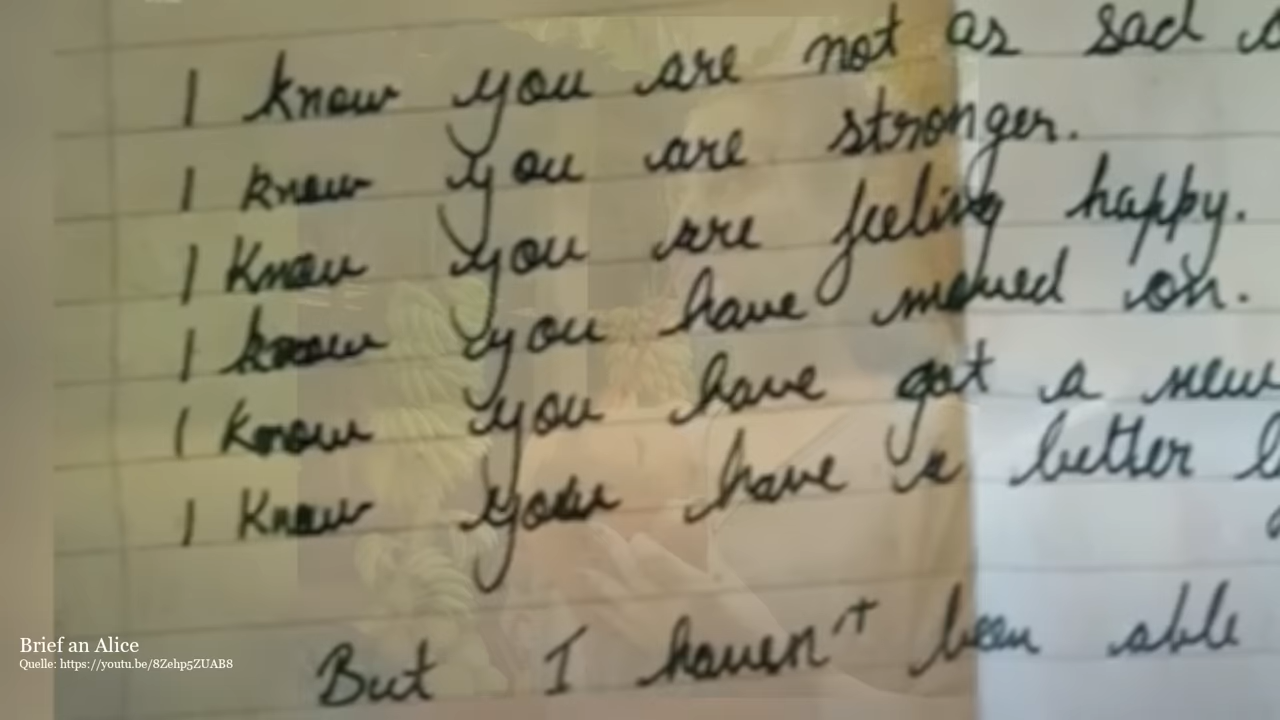 I know you are not as sad
I know you are stronger.
I know you are feeling happy.
I know you have moved on.
I know you have got a new
I know you have a better
But I haven't been able
Brief an Alice
Quelle: https://youtu.be/8Zehp5ZUAB8